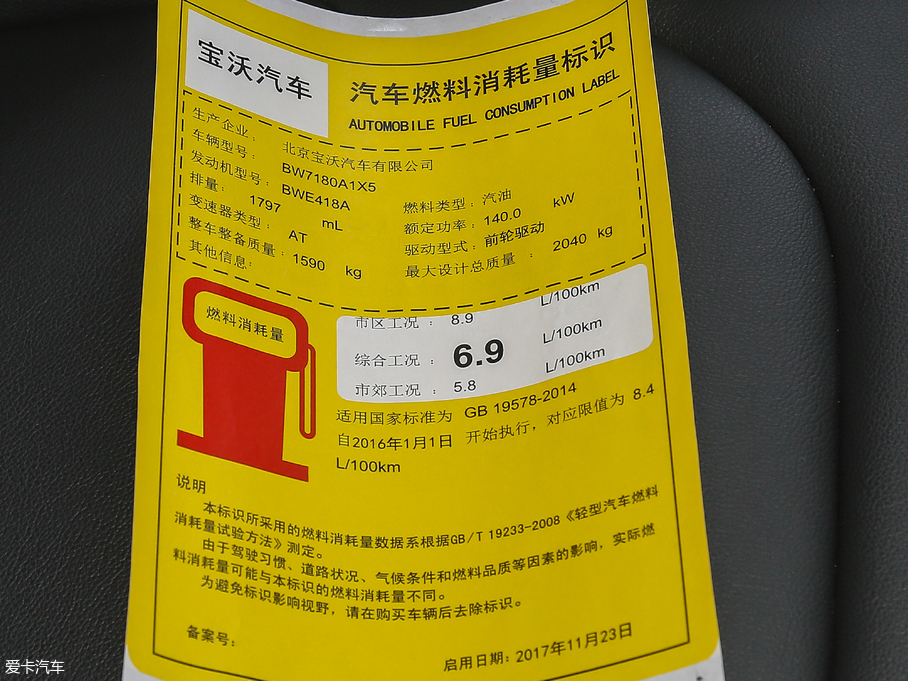 宝沃汽车
汽车燃料消耗量标识
AUTOMOBILE FUEL CONSUMPTION LABEL
生产企业： 北京宝沃汽车有限公司
车辆型号： BW7180A1X5
发动机型号： BWE418A
排量： 1797 mL
燃料类型：汽油
变速器类型： AT
额定功率：140.0 kW
整车整备质量：1590 kg
驱动型式：前轮驱动
其他信息：
最大设计总质量 ： 2040 kg
燃料消耗量
市区工况 ： 8.9 L/100km
综合工况 ： 6.9 L/100km
市郊工况 ： 5.8 L/100km
适用国家标准为 GB 19578-2014
自2016年1月1日 开始执行，对应限值为 8.4
L/100km
说明
本标识所采用的燃料消耗量数据系根据GB/T 19233-2008《轻型汽车燃料
消耗量试验方法》测定。
由于驾驶习惯、道路状况、气候条件和燃料品质等因素的影响，实际燃
料消耗量可能与本标识的燃料消耗量不同。
为避免标识影响视野，请在购买车辆后去除标识。
备案号：
启用日期：2017年11月23日
爱卡汽车